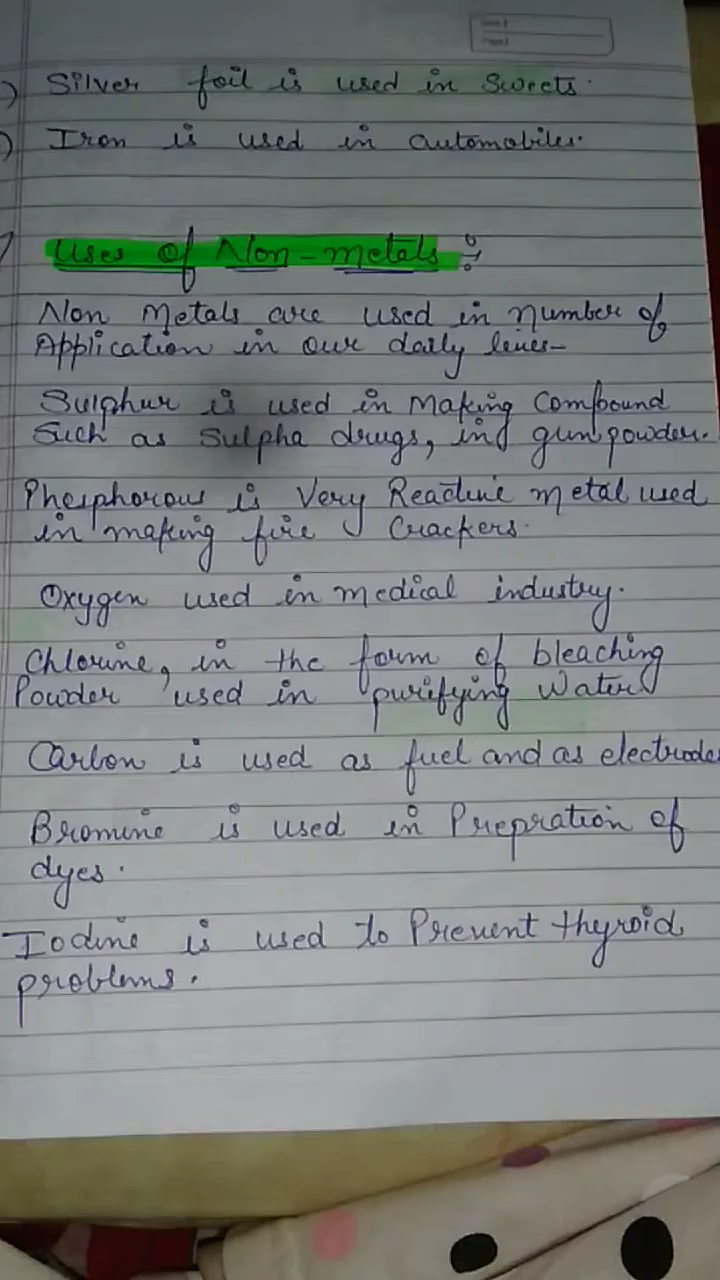 ) Silver foil is used in Sweets.
) Iron is used in automobiles.
Uses of Non-metals :-
Non Metals are used in number of
Application in our daily lives-
Sulphur is used in Making Compound
Such as Sulpha drugs, in gunpowder.
Phosphorous is Very Reactive metal used
in making fire Crackers.
Oxygen used in medical industry.
Chlorine, in the form of bleaching
Powder used in purifying Water
Carbon is used as fuel and as electrode
Bromine is used in Prepration of
dyes.
Iodine is used to Prevent thyroid
problems.